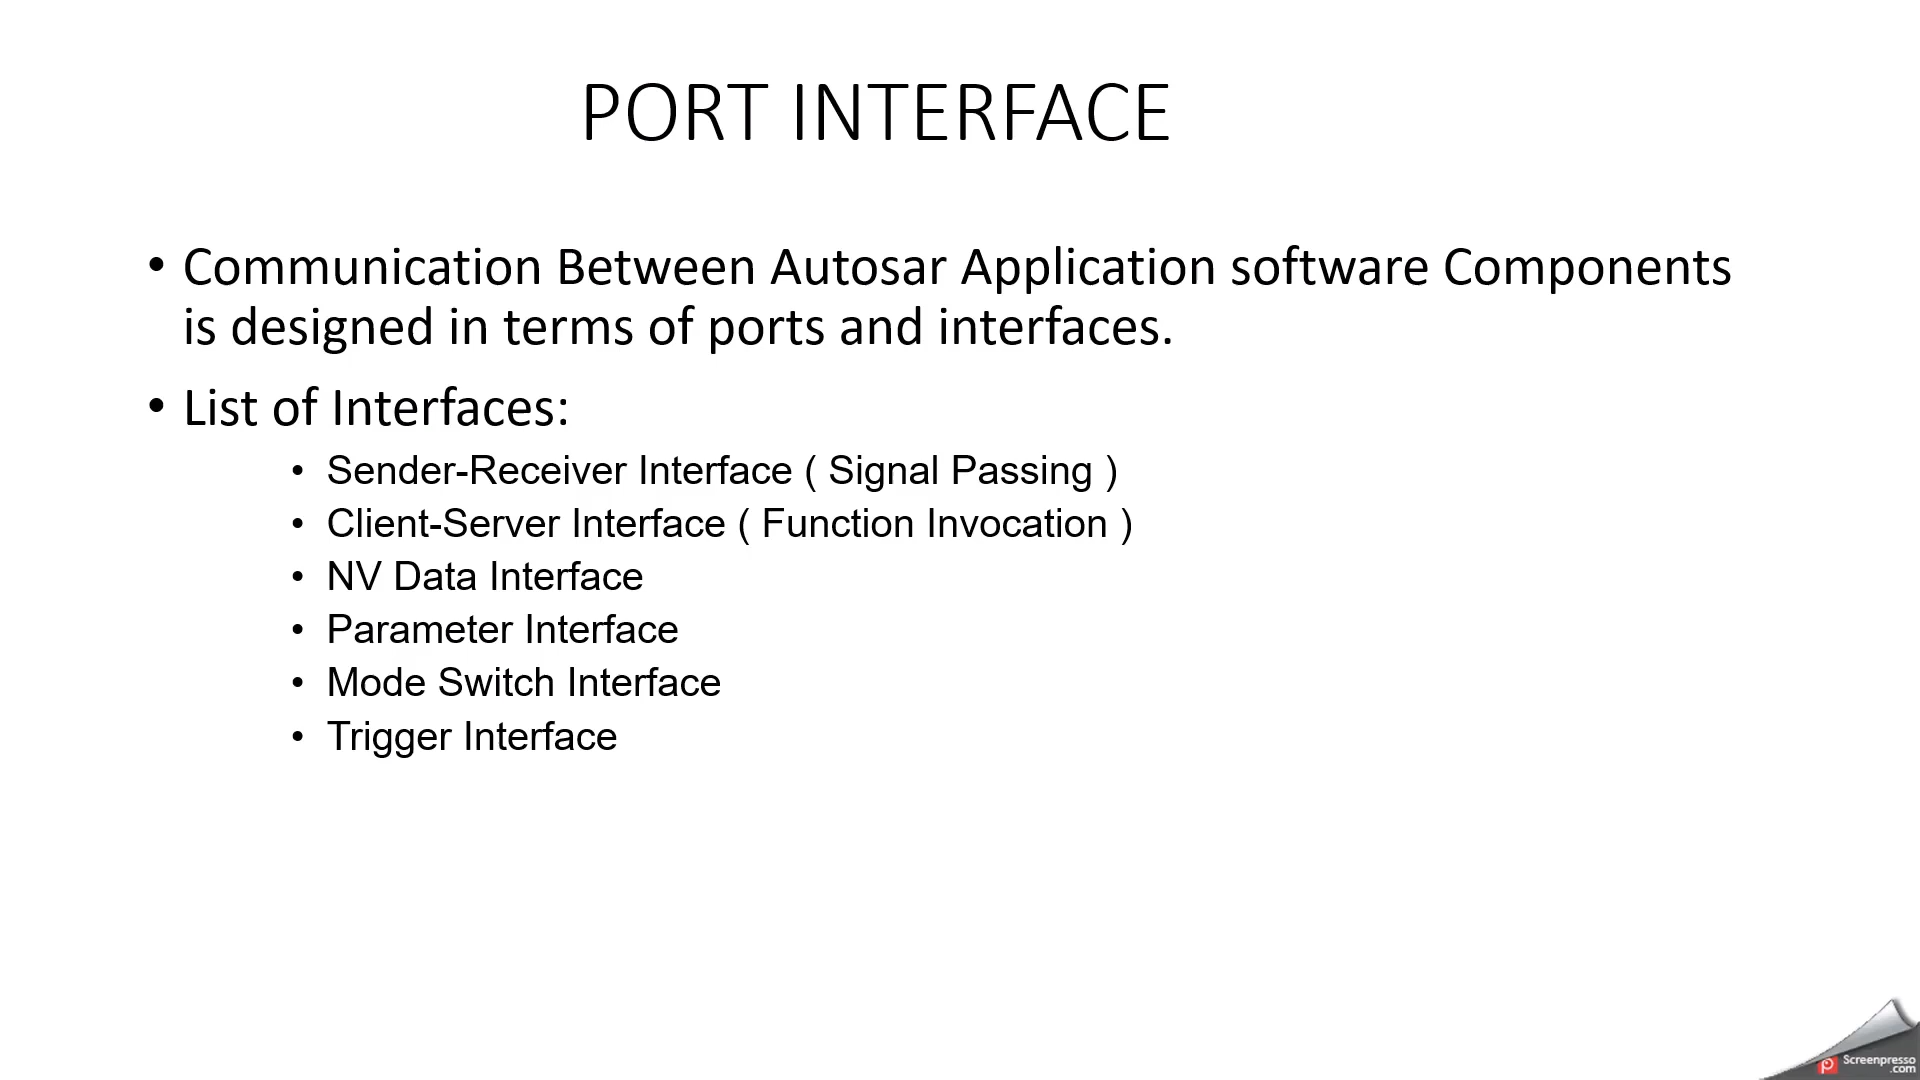 PORT INTERFACE
• Communication Between Autosar Application software Components
is designed in terms of ports and interfaces.
• List of Interfaces:
• Sender-Receiver Interface ( Signal Passing )
• Client-Server Interface ( Function Invocation )
• NV Data Interface
• Parameter Interface
• Mode Switch Interface
• Trigger Interface
Screenpresso
.com